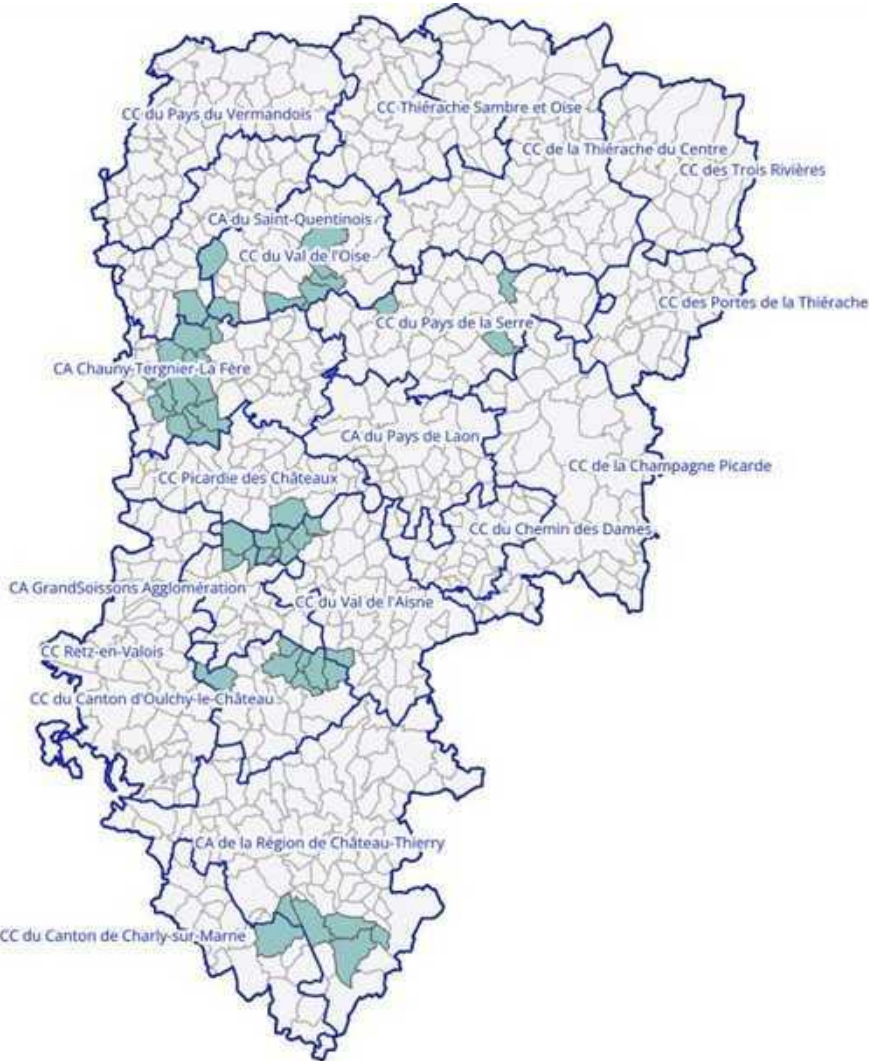 CC du Pays du Vermandois
CC Thiérache Sambre et Oise
CC de la Thiérache du Centre
CC des Trois Rivières
CA du Saint-Quentinois
CC du Val de l'Oise
CC des Portes de la Thiérache
CC du Pays de la Serre
CA Chauny-Tergnier-La Fère
CA du Pays de Laon
CC de la Champagne Picarde
CC Picardie des Châteaux
CC du Chemin des Dames
CA GrandSoissons Agglomération
CC du Val de l'Aisne
CC Retz-en-Valois
CC du Canton d'Oulchy-le-Château
CA de la Région de Château-Thierry
CC du Canton de Charly-sur-Marne